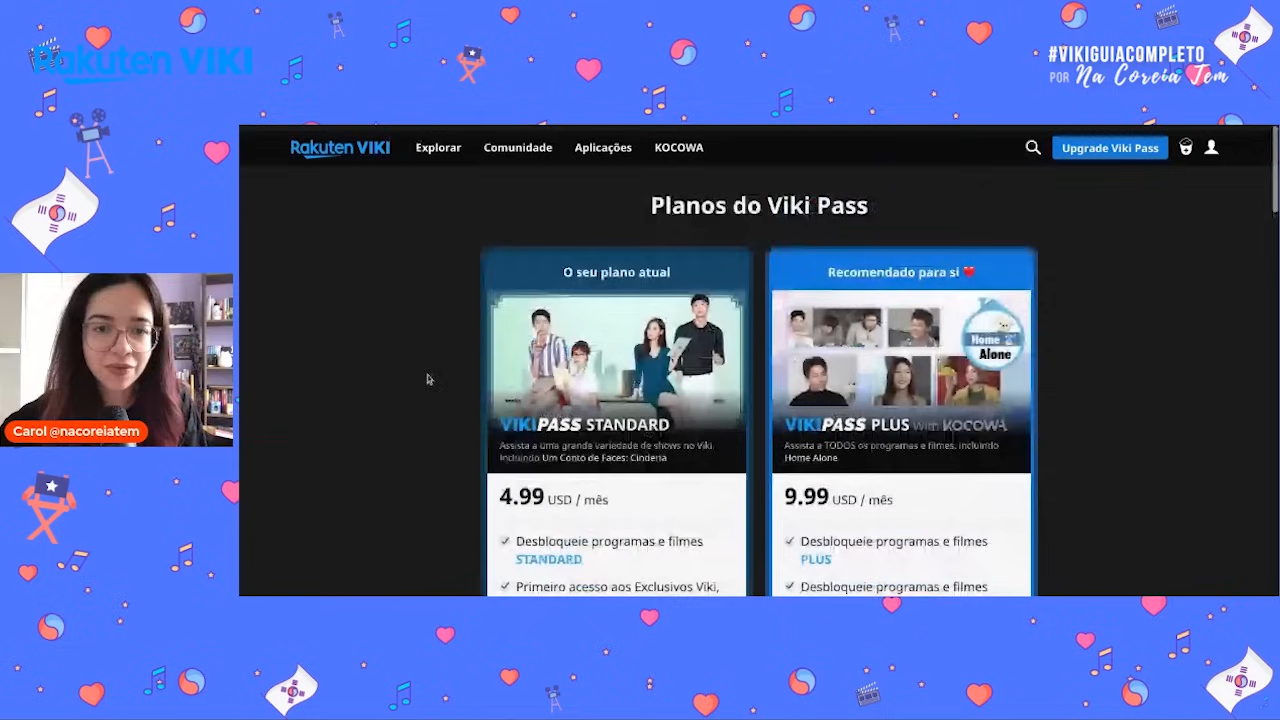 Rakuten VIKI
#VIKIGUIACOMPLETO
POR Na Coreia Tem
Rakuten VIKI Explorar Comunidade Aplicações KOCOWA Upgrade Viki Pass
Planos do Viki Pass
O seu plano atual
VIKIPASS STANDARD
Assista a uma grande variedade de shows no Viki
incluindo Um Conto de Faces: Cinderia
4.99 USD / mês
Desbloqueie programas e filmes
STANDARD
Primeiro acesso aos Exclusivos Viki,
Recomendado para si
Home
Alone
VIKIPASS PLUS With KOCOWA
Assista a TODOS os programas e filmes, incluindo
Home Alone
9.99 USD / mês
Desbloqueie programas e filmes
PLUS
Desbloqueie programas e filmes
Carol @nacoreiatem